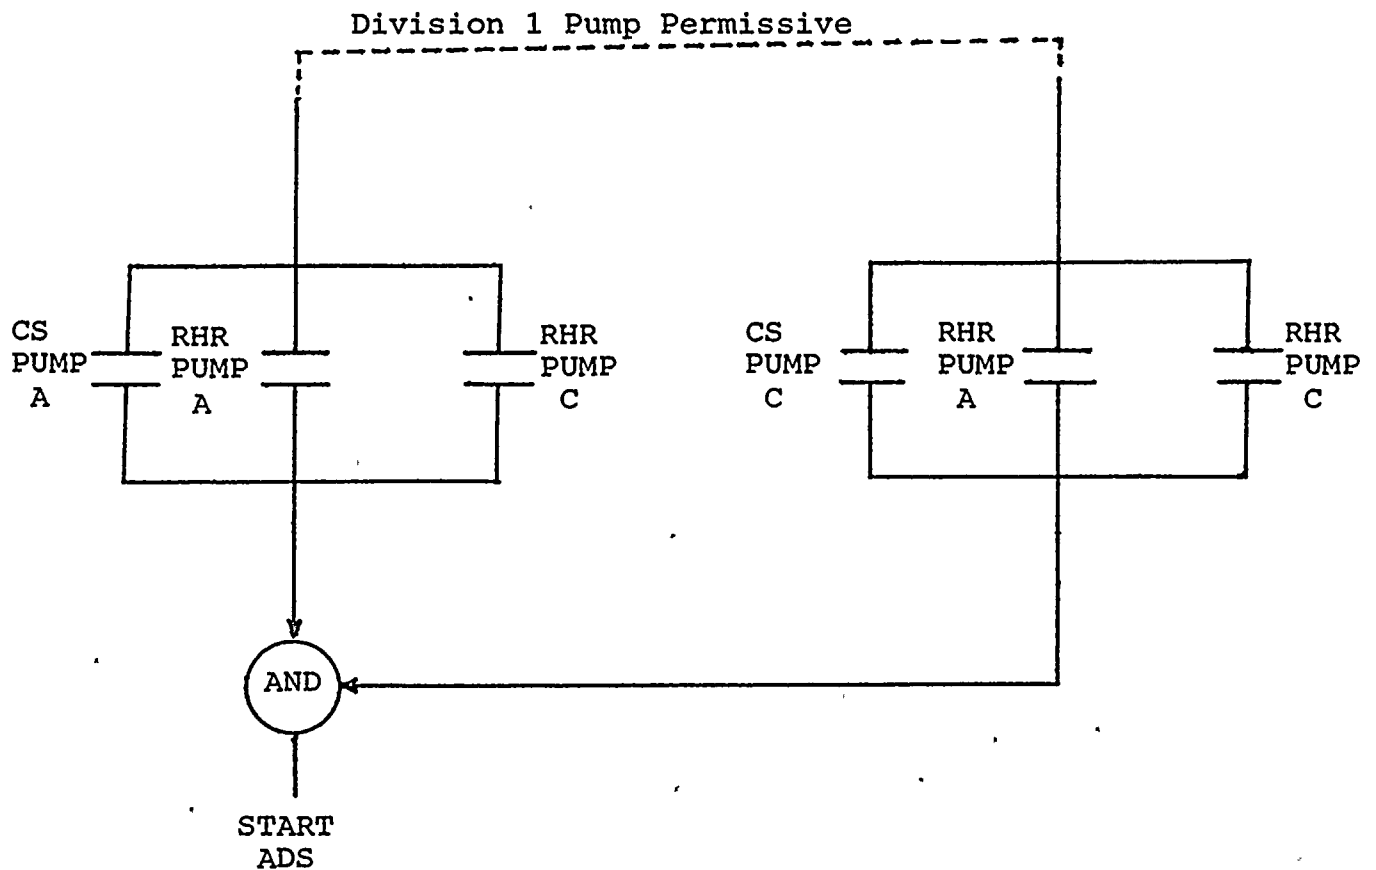 Division 1 Pump Permissive
CS
PUMP
A
RHR
PUMP
A
RHR
PUMP
C
CS
PUMP
C
RHR
PUMP
A
RHR
PUMP
C
AND
START
ADS